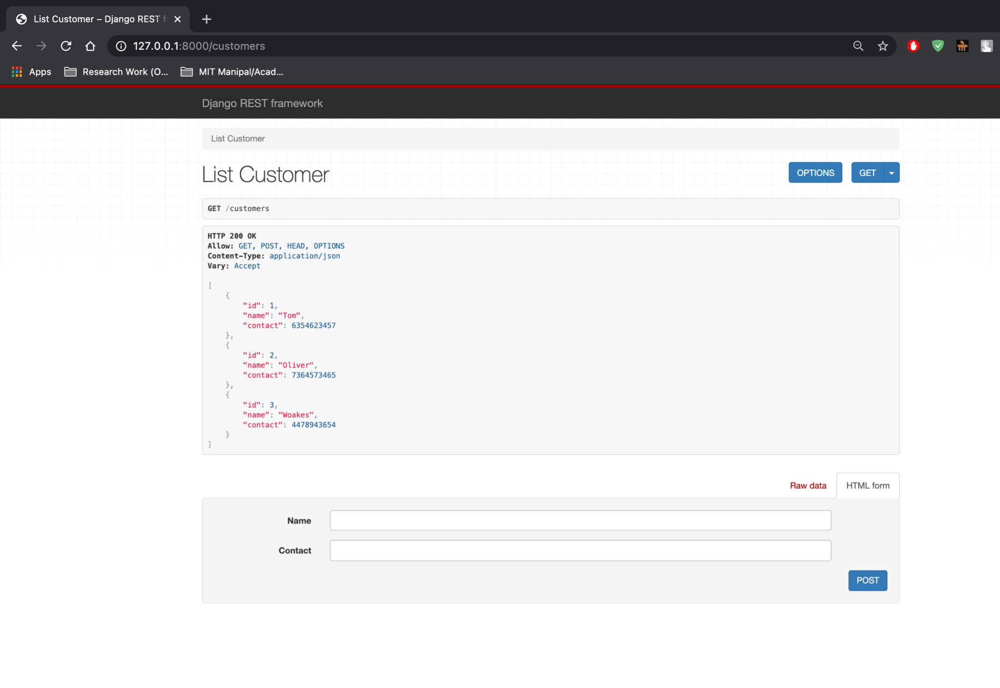 List Customer – Django REST f
127.0.0.1:8000/customers
Apps
Research Work (O...
MIT Manipal/Acad...
Django REST framework
List Customer
List Customer
OPTIONS
GET
GET /customers
HTTP 200 OK
Allow: GET, POST, HEAD, OPTIONS
Content-Type: application/json
Vary: Accept
[
    {
        "id": 1,
        "name": "Tom",
        "contact": 6354623457
    },
    {
        "id": 2,
        "name": "Oliver",
        "contact": 7364573465
    },
    {
        "id": 3,
        "name": "Woakes",
        "contact": 4478943654
    }
]
Raw data
HTML form
Name
Contact
POST